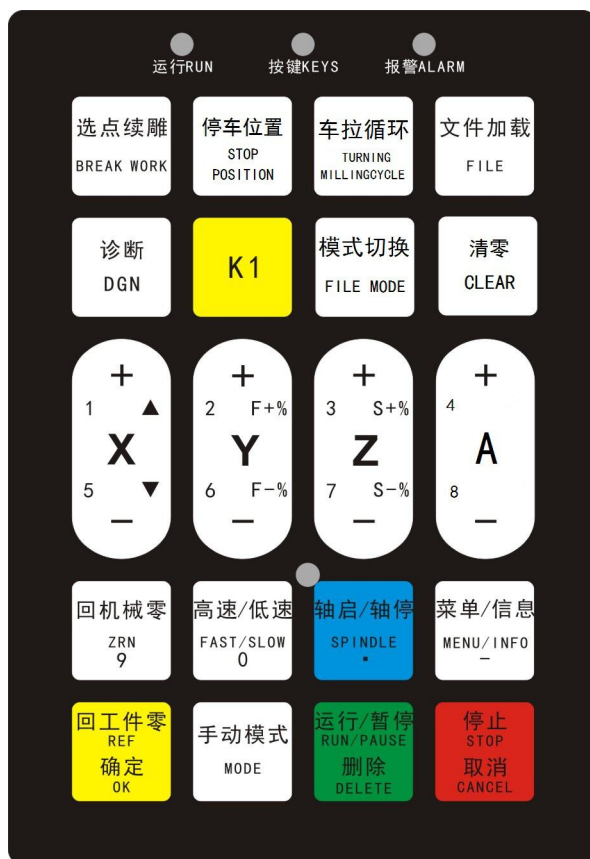 运行RUN 按键KEYS 报警ALARM
选点续雕
BREAK WORK
停车位置
STOP
POSITION
车拉循环
TURNING
MILLINGCYCLE
文件加载
FILE
诊断
DGN
K1
模式切换
FILE MODE
清零
CLEAR
+
1 ▲
X
5 ▼
−
+
2 F+%
Y
6 F−%
−
+
3 S+%
Z
7 S−%
−
+
4
A
8
−
回机械零
ZRN
9
高速/低速
FAST/SLOW
0
轴启/轴停
SPINDLE
.
菜单/信息
MENU/INFO
−
回工件零
REF
确定
OK
手动模式
MODE
运行/暂停
RUN/PAUSE
删除
DELETE
停止
STOP
取消
CANCEL